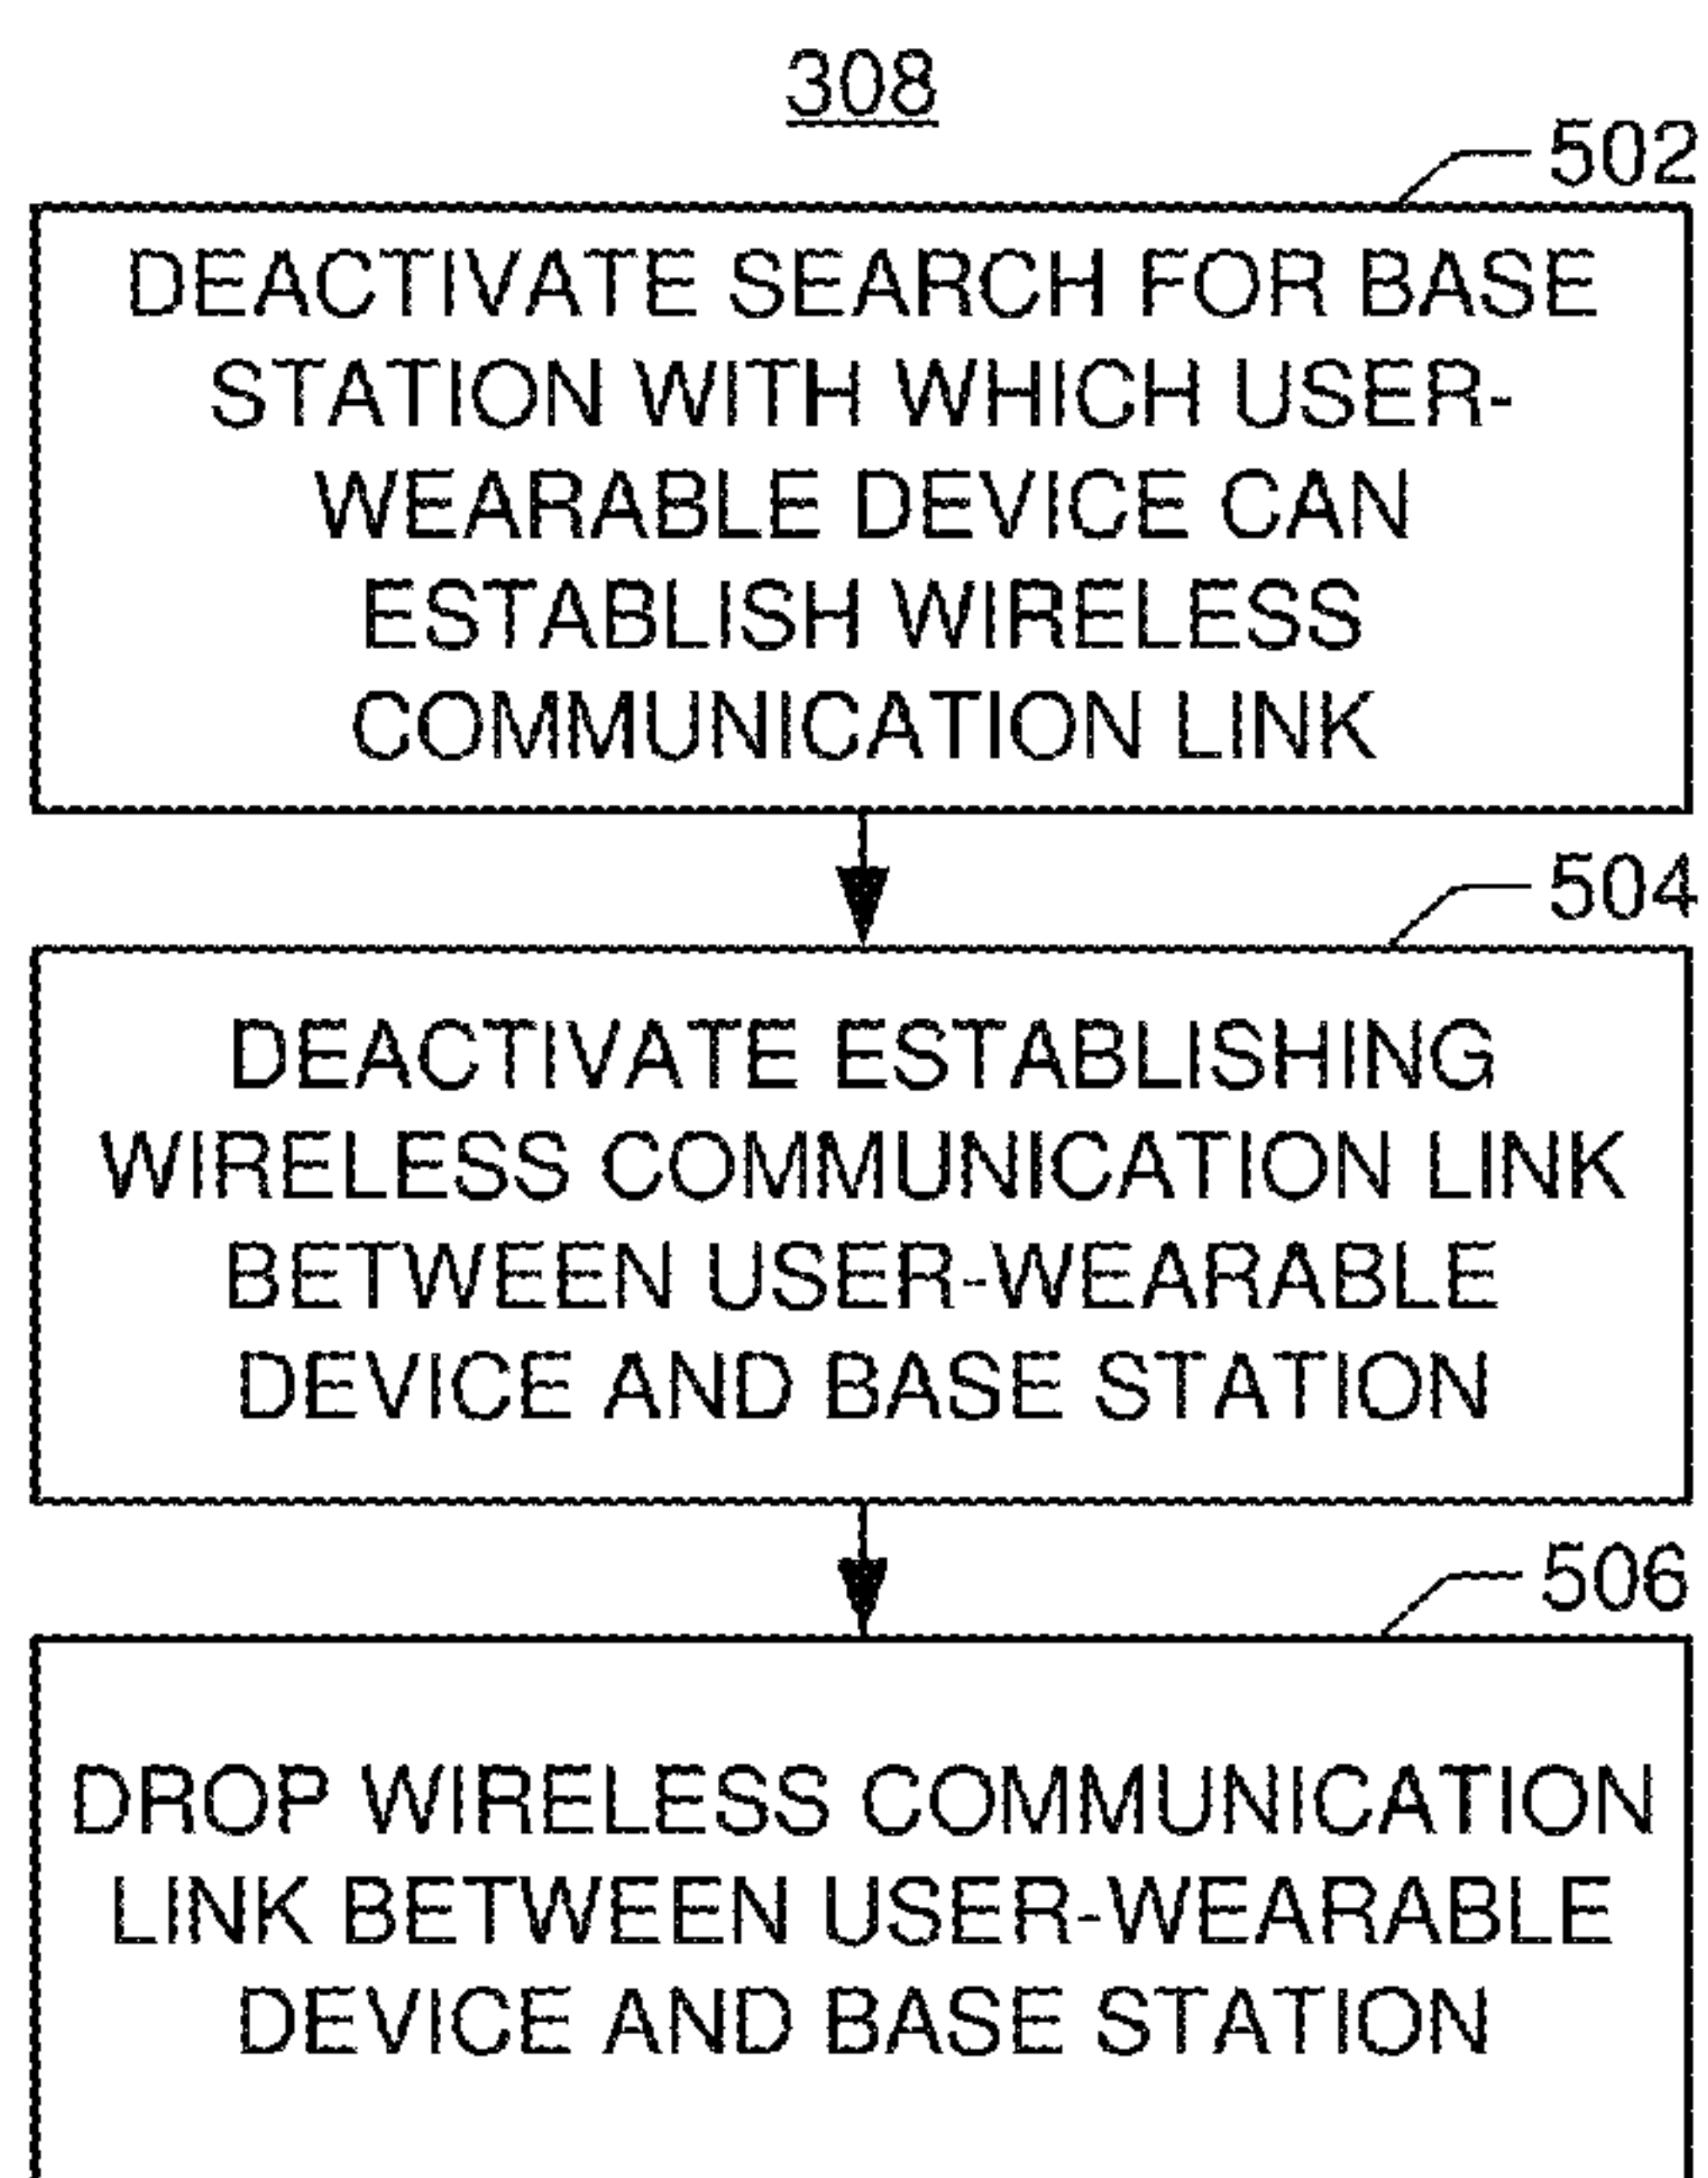 308
502
DEACTIVATE SEARCH FOR BASE
STATION WITH WHICH USER-
WEARABLE DEVICE CAN
ESTABLISH WIRELESS
COMMUNICATION LINK
504
DEACTIVATE ESTABLISHING
WIRELESS COMMUNICATION LINK
BETWEEN USER-WEARABLE
DEVICE AND BASE STATION
506
DROP WIRELESS COMMUNICATION
LINK BETWEEN USER-WEARABLE
DEVICE AND BASE STATION